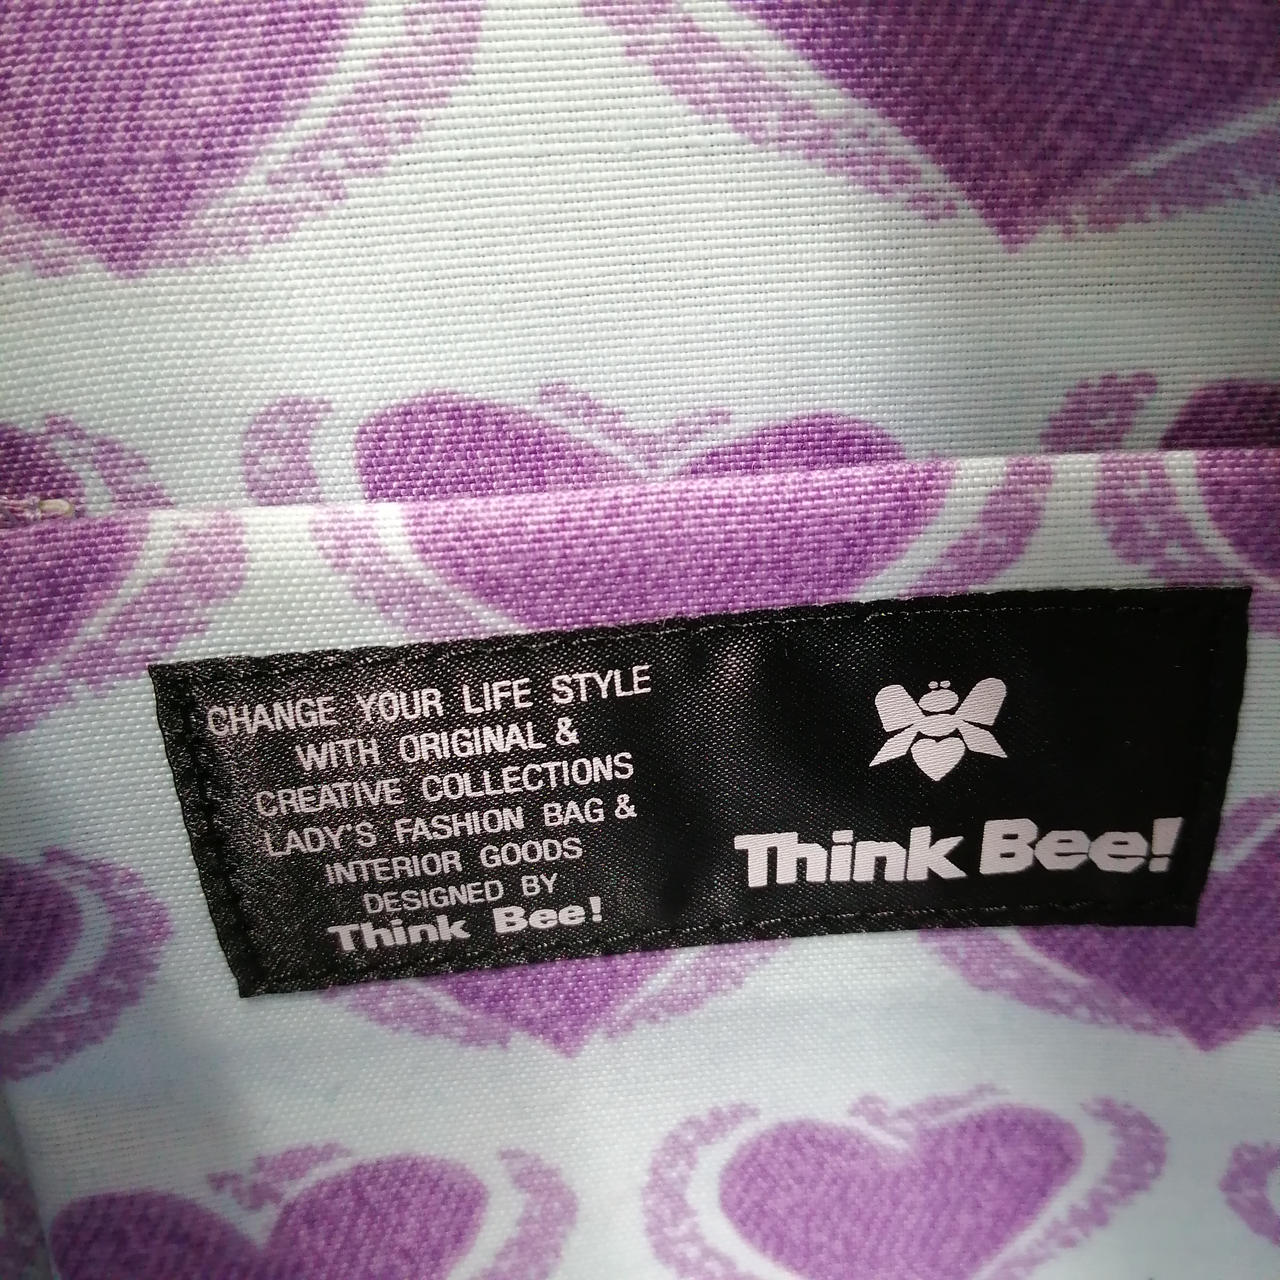 CHANGE YOUR LIFE STYLE
WITH ORIGINAL &
CREATIVE COLLECTIONS
LADY'S FASHION BAG &
INTERIOR GOODS
DESIGNED BY
Think Bee!
Think Bee!